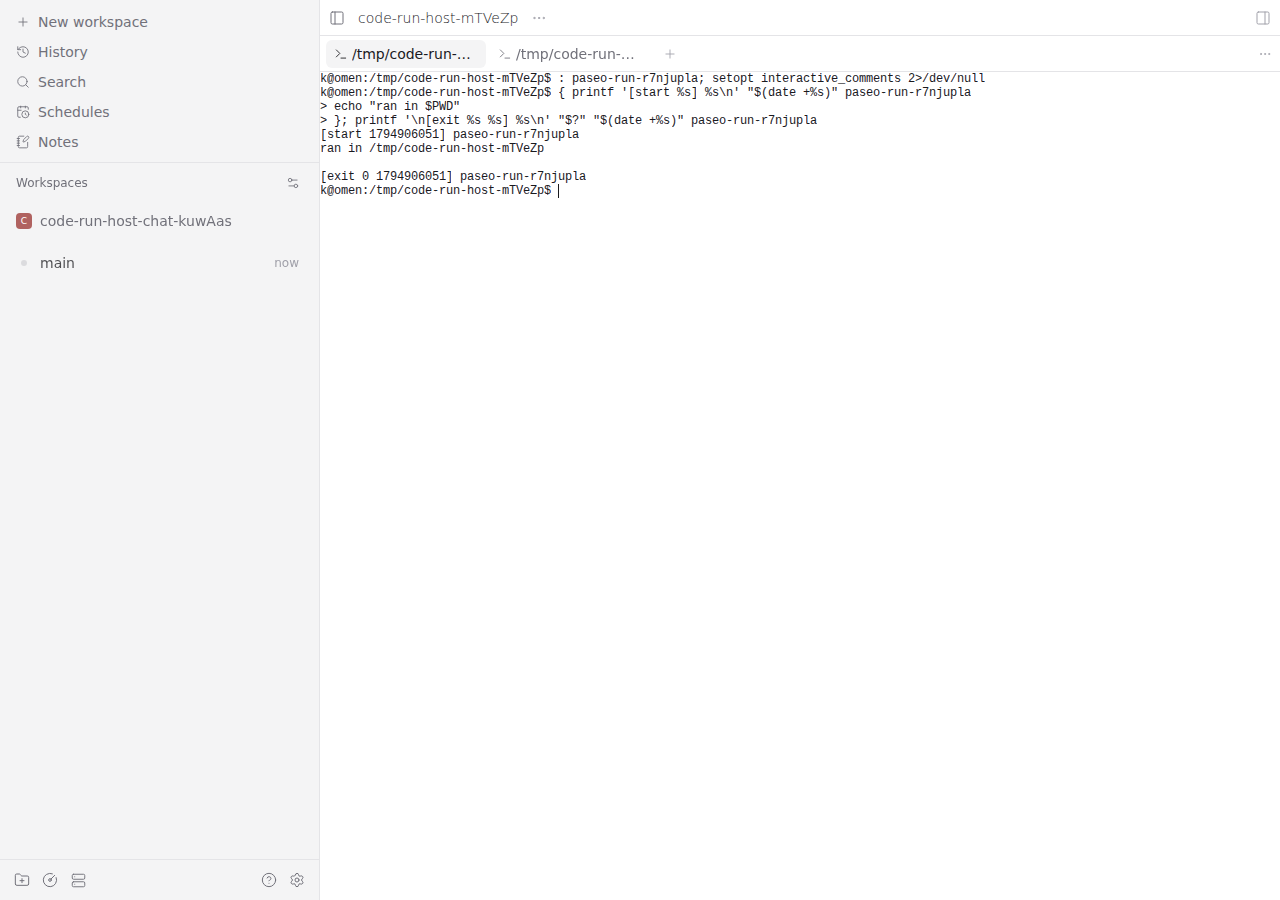 New workspace
History
Search
Schedules
Notes
Workspaces
C code-run-host-chat-kuwAas
main now
code-run-host-mTVeZp
/tmp/code-run-... /tmp/code-run-...
k@omen:/tmp/code-run-host-mTVeZp$ : paseo-run-r7njupla; setopt interactive_comments 2>/dev/null
k@omen:/tmp/code-run-host-mTVeZp$ { printf '[start %s] %s\n' "$(date +%s)" paseo-run-r7njupla
> echo "ran in $PWD"
> }; printf '\n[exit %s %s] %s\n' "$?" "$(date +%s)" paseo-run-r7njupla
[start 1794906051] paseo-run-r7njupla
ran in /tmp/code-run-host-mTVeZp
[exit 0 1794906051] paseo-run-r7njupla
k@omen:/tmp/code-run-host-mTVeZp$